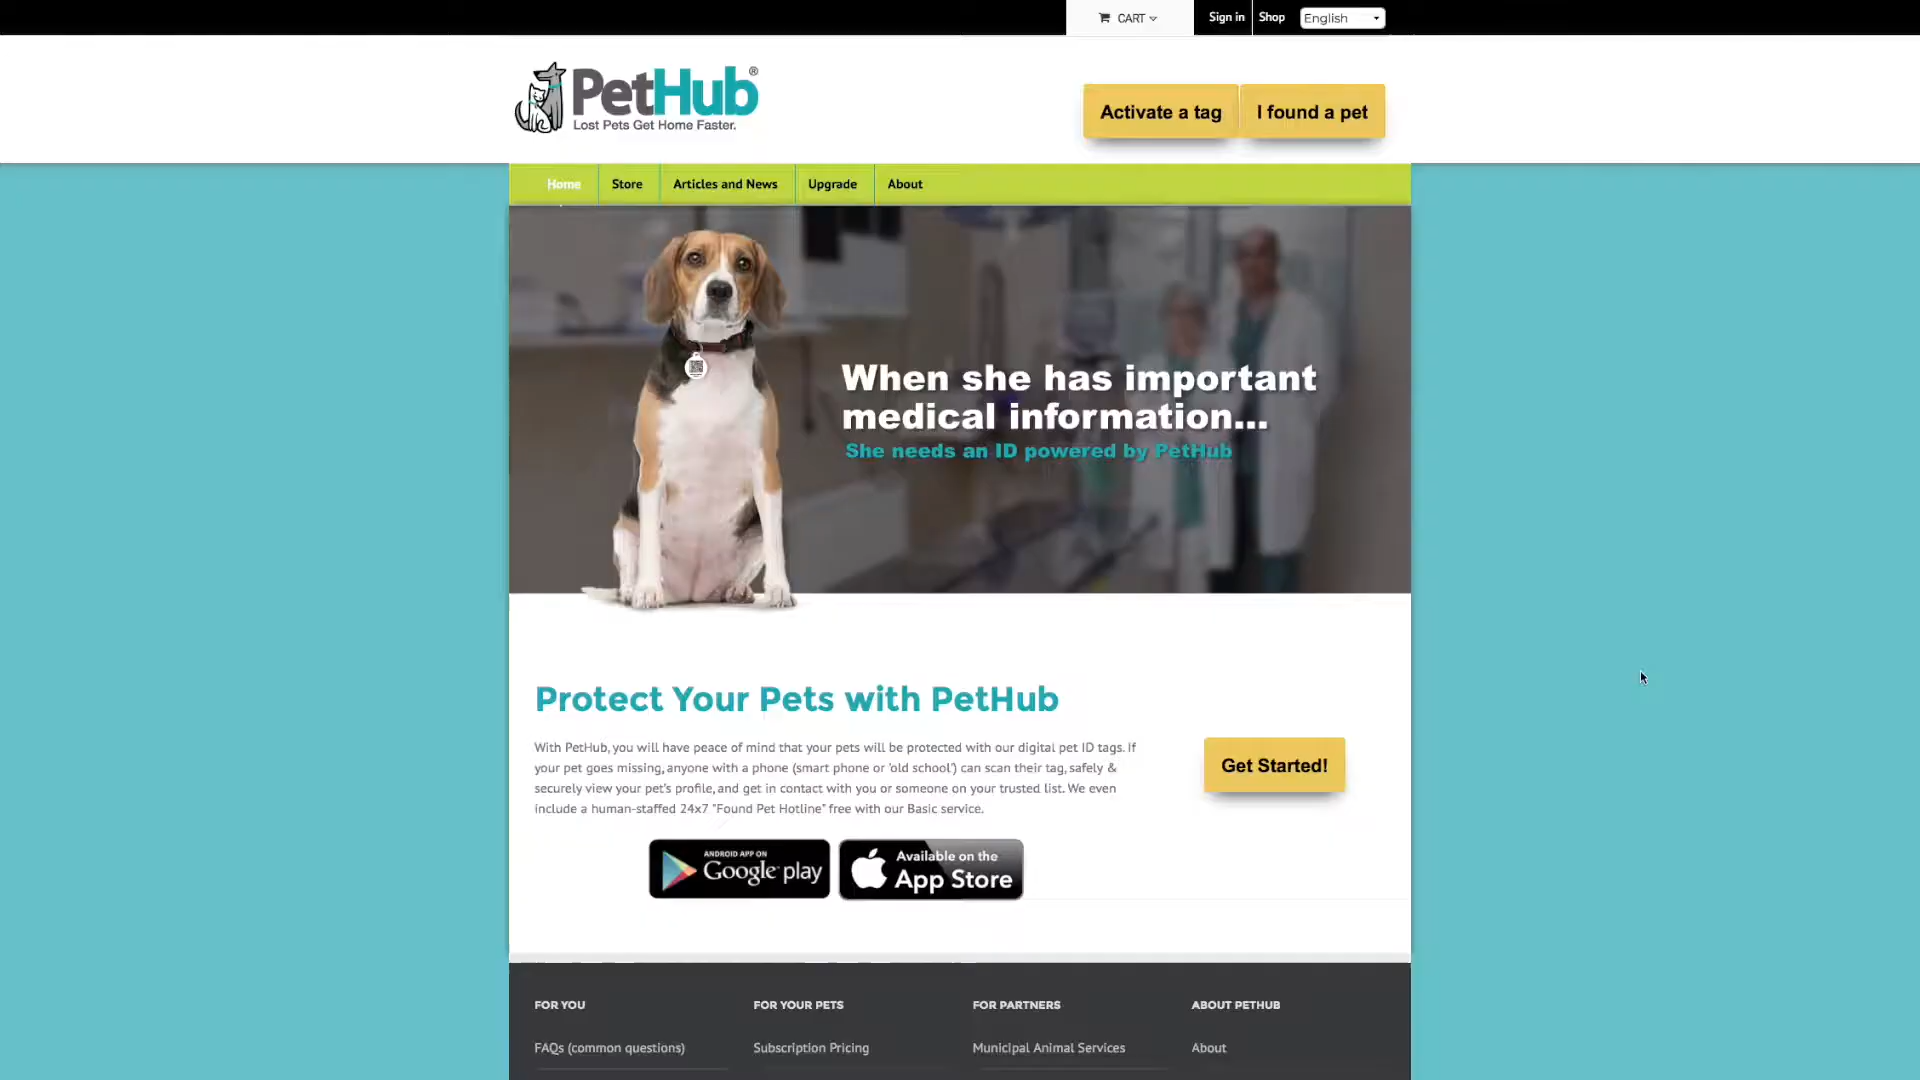 CART
Sign in
Shop
English
PetHub®
Lost Pets Get Home Faster.
Activate a tag
I found a pet
Home
Store
Articles and News
Upgrade
About
When she has important
medical information...
She needs an ID powered by PetHub
Protect Your Pets with PetHub
With PetHub, you will have peace of mind that your pets will be protected with our digital pet ID tags. If
your pet goes missing, anyone with a phone (smart phone or 'old school') can scan their tag, safely &
securely view your pet's profile, and get in contact with you or someone on your trusted list. We even
include a human-staffed 24x7 "Found Pet Hotline" free with our Basic service.
Get Started!
ANDROID APP ON
Google play
Available on the
App Store
FOR YOU
FOR YOUR PETS
FOR PARTNERS
ABOUT PETHUB
FAQs (common questions)
Subscription Pricing
Municipal Animal Services
About